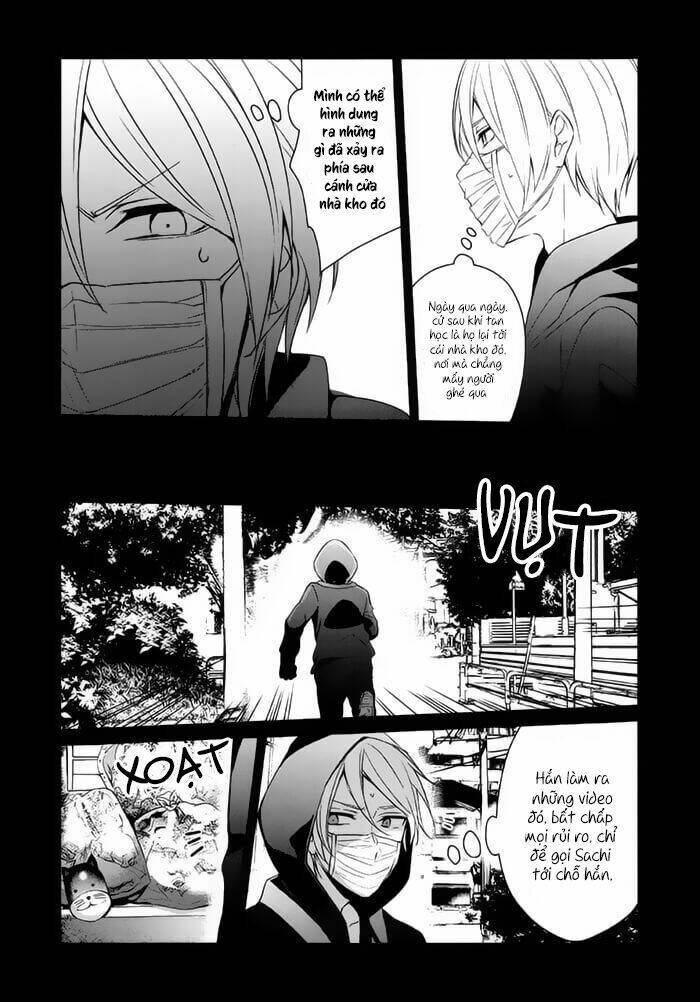 Ngày qua ngày,
cứ sau khi tan
học là họ lại tới
cái nhà kho đó,
nơi mà chẳng
mấy người
ghé qua
Mình có thể
hình dung
ra những
gì đã xảy ra
phía sau
cánh cửa
nhà kho đó
VỤT
Hắn làm ra
những video
đó, bất chấp
mọi rủi ro, chỉ
để gọi Sachi
tới chỗ hắn.
XOẠT